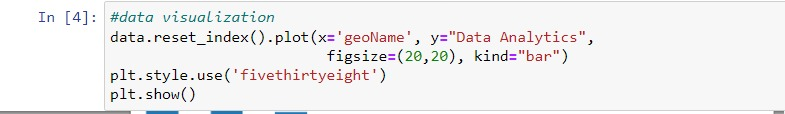 In [4]: #data visualization
data.reset_index().plot(x='geoName', y="Data Analytics",
figsize=(20,20), kind="bar")
plt.style.use('fivethirtyeight')
plt.show()